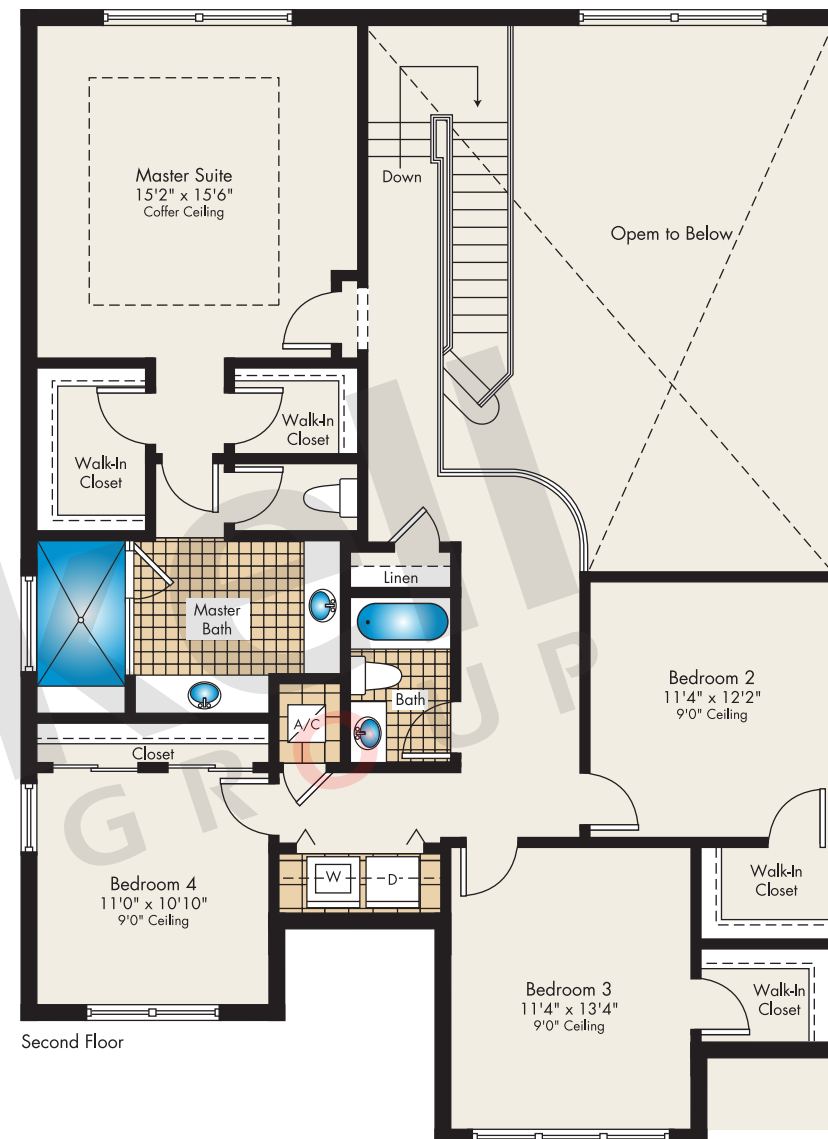 Master Suite
15'2" x 15'6"
Coffer Ceiling
Down
Opem to Below
Walk-In
Closet
Walk-In
Closet
Linen
Master
Bath
Bath
A/C
Bedroom 2
11'4" x 12'2"
9'0" Ceiling
Closet
W
D
Bedroom 4
11'0" x 10'10"
9'0" Ceiling
Walk-In
Closet
Bedroom 3
11'4" x 13'4"
9'0" Ceiling
Walk-In
Closet
Second Floor
Kell
GROUP